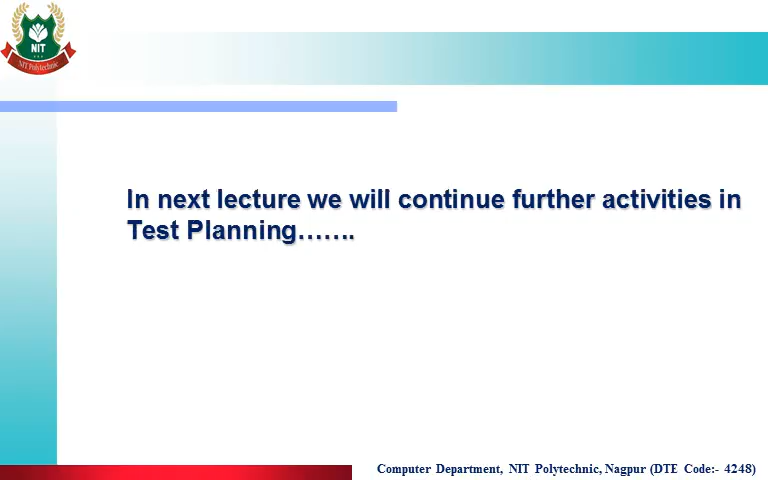 NIT
NIT Polytechnic
In next lecture we will continue further activities in
Test Planning…….
Computer Department, NIT Polytechnic, Nagpur (DTE Code:- 4248)